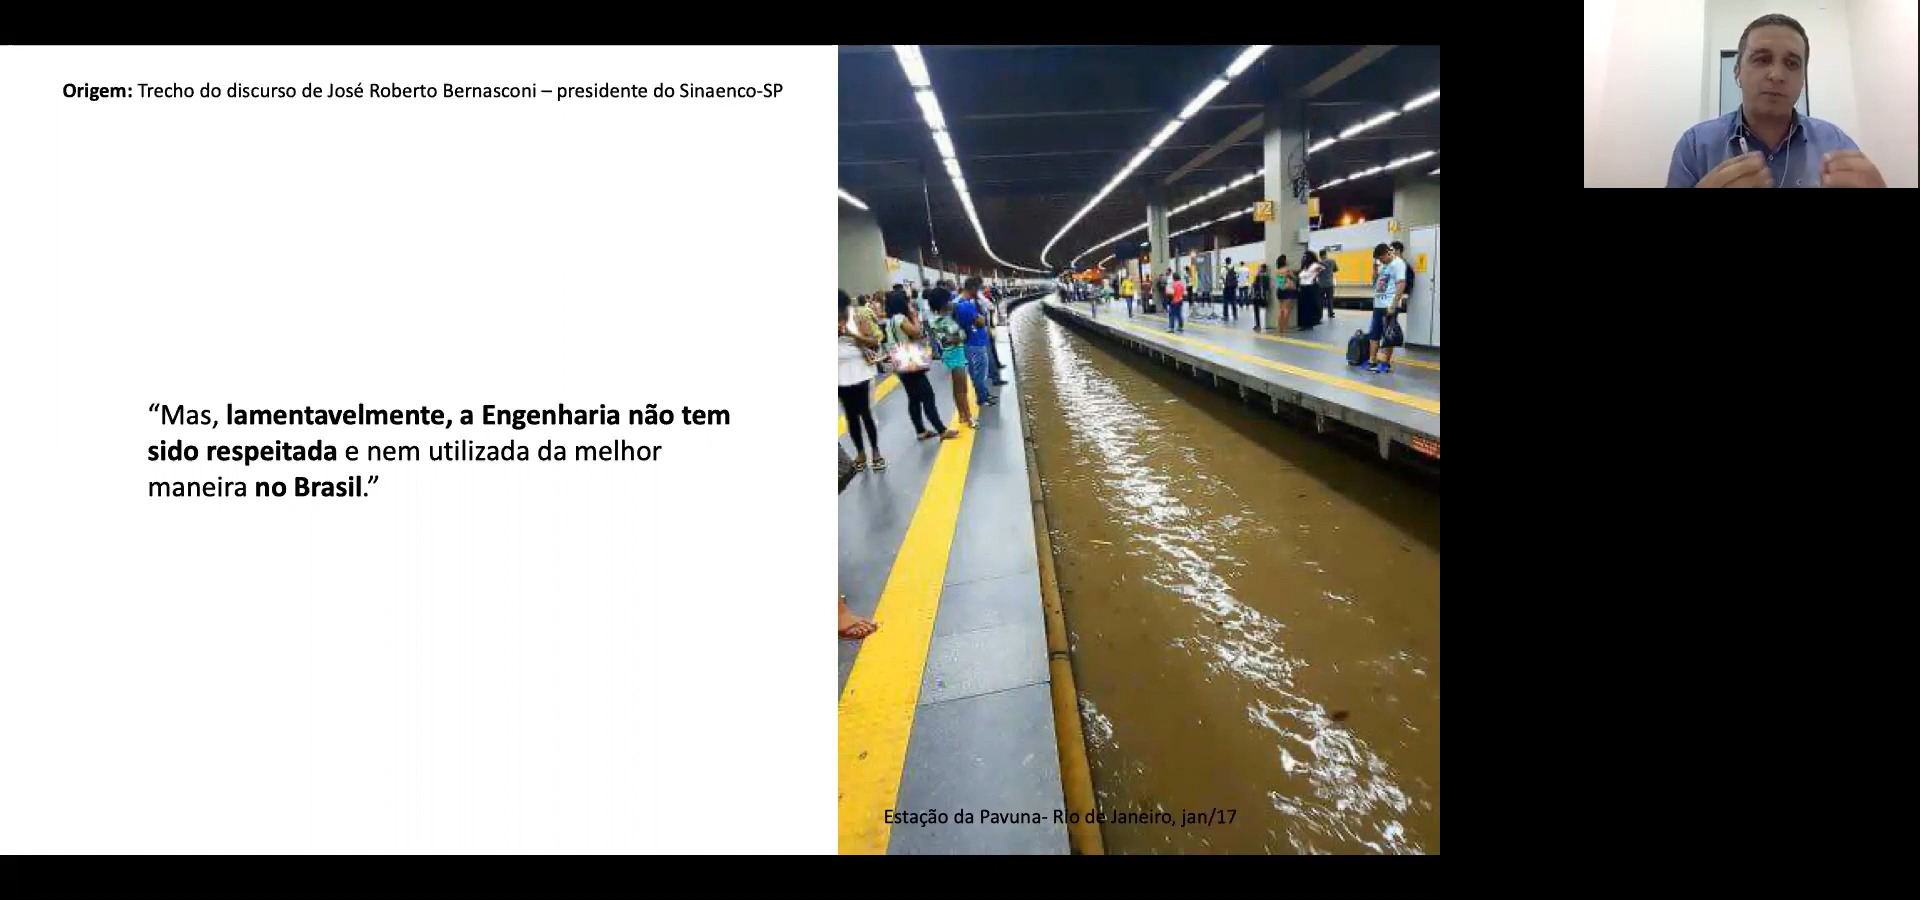 Origem: Trecho do discurso de José Roberto Bernasconi – presidente do Sinaenco-SP
“Mas, lamentavelmente, a Engenharia não tem
sido respeitada e nem utilizada da melhor
maneira no Brasil.”
Estação da Pavuna- Rio de Janeiro, jan/17